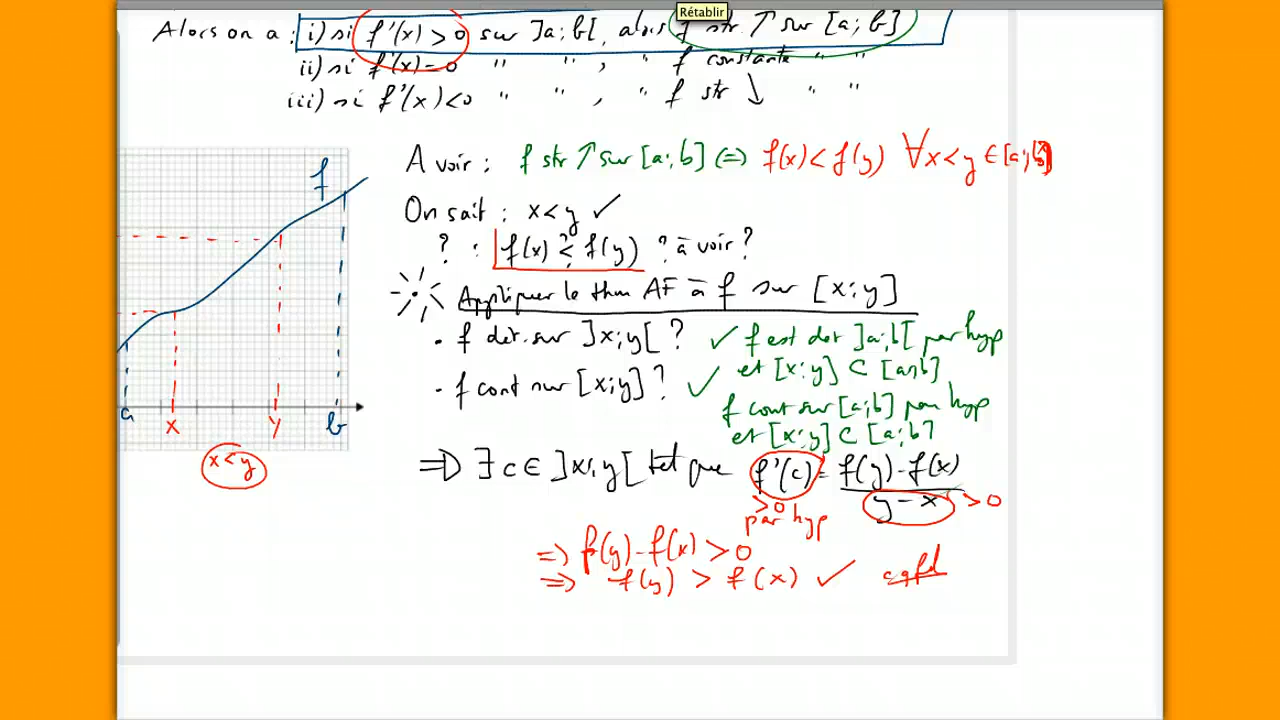 Rétablir
Alors on a : i) si f'(x) > 0 sur ]a; b[, alors f str. ↑ sur [a; b]
ii) si f'(x) = 0 " " , " f constante " "
iii) si f'(x) < 0 " " , " f str ↓ " "
A voir : f str ↑ sur [a; b] (=) f(x) < f(y) ∀x < y ∈ [a; b]
On sait : x < y ✓
? : f(x) < f(y) ? à voir ?
Appliquer le thm AF à f sur [x; y]
• f dér. sur ]x; y[ ? ✓ f est dér ]a; b[ par hyp
et [x; y] ⊂ [a; b]
• f cont sur [x; y] ? ✓
f cont sur [a; b] par hyp
et [x; y] ⊂ [a; b]
=> ∃ c ∈ ]x; y[ tel que f'(c) = f(y) - f(x)
y - x > 0
> 0
par hyp
=> f(y) - f(x) > 0
=> f(y) > f(x) ✓ cqfd
f
a x y b
x < y